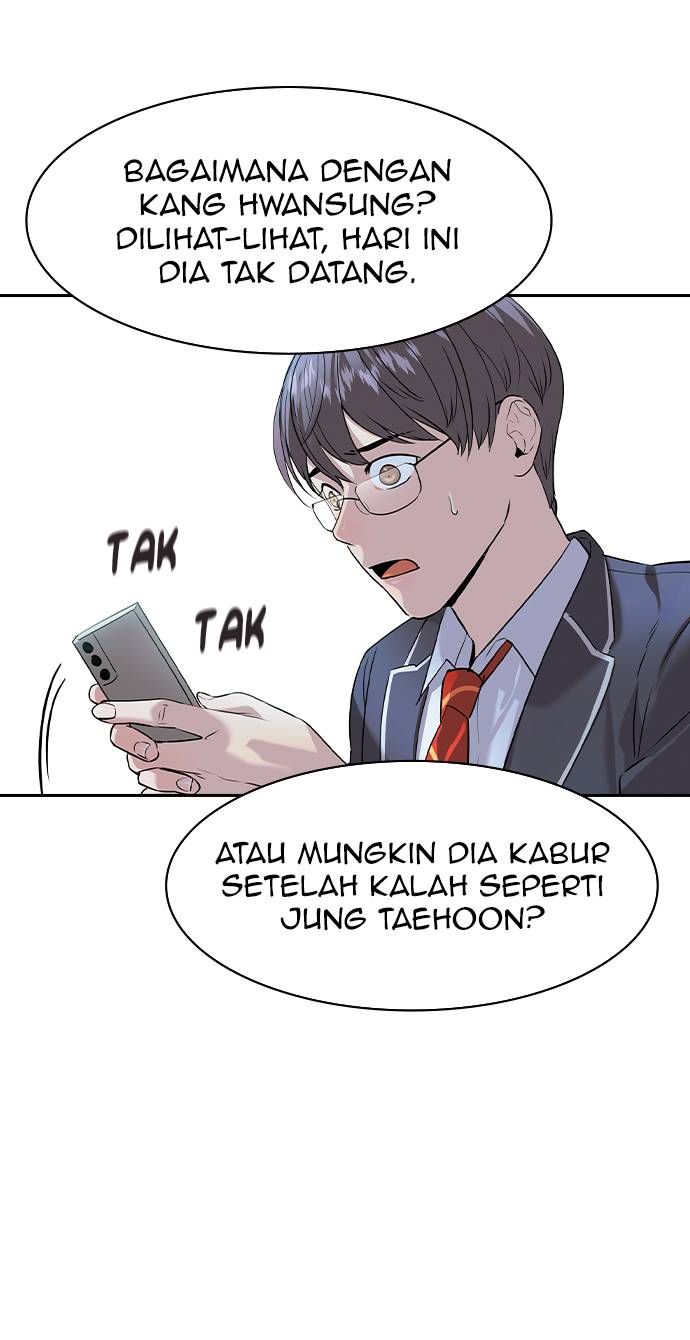 BAGAIMANA DENGAN
KANG HWANSUNG?
DILIHAT-LIHAT, HARI INI
DIA TAK DATANG.
TAK
TAK
ATAU MUNGKIN DIA KABUR
SETELAH KALAH SEPERTI
JUNG TAEHOON?